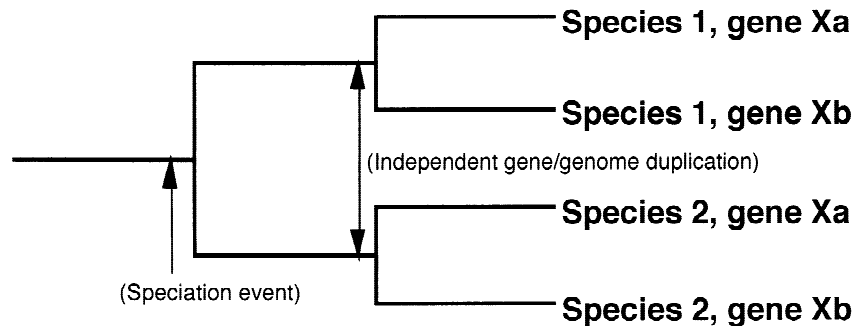 Species 1, gene Xa
Species 1, gene Xb
(Independent gene/genome duplication)
Species 2, gene Xa
(Speciation event)
Species 2, gene Xb